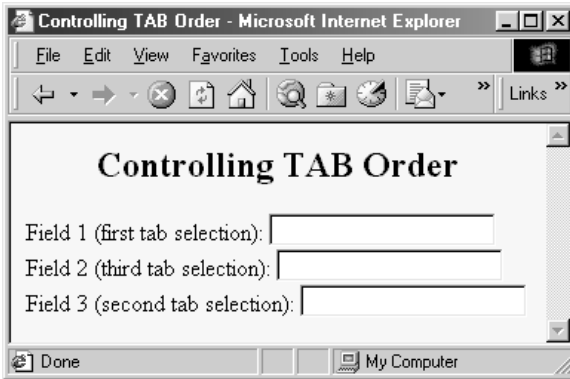 Controlling TAB Order - Microsoft Internet Explorer
File Edit View Favorites Tools Help
» Links »
Controlling TAB Order
Field 1 (first tab selection):
Field 2 (third tab selection):
Field 3 (second tab selection):
Done My Computer